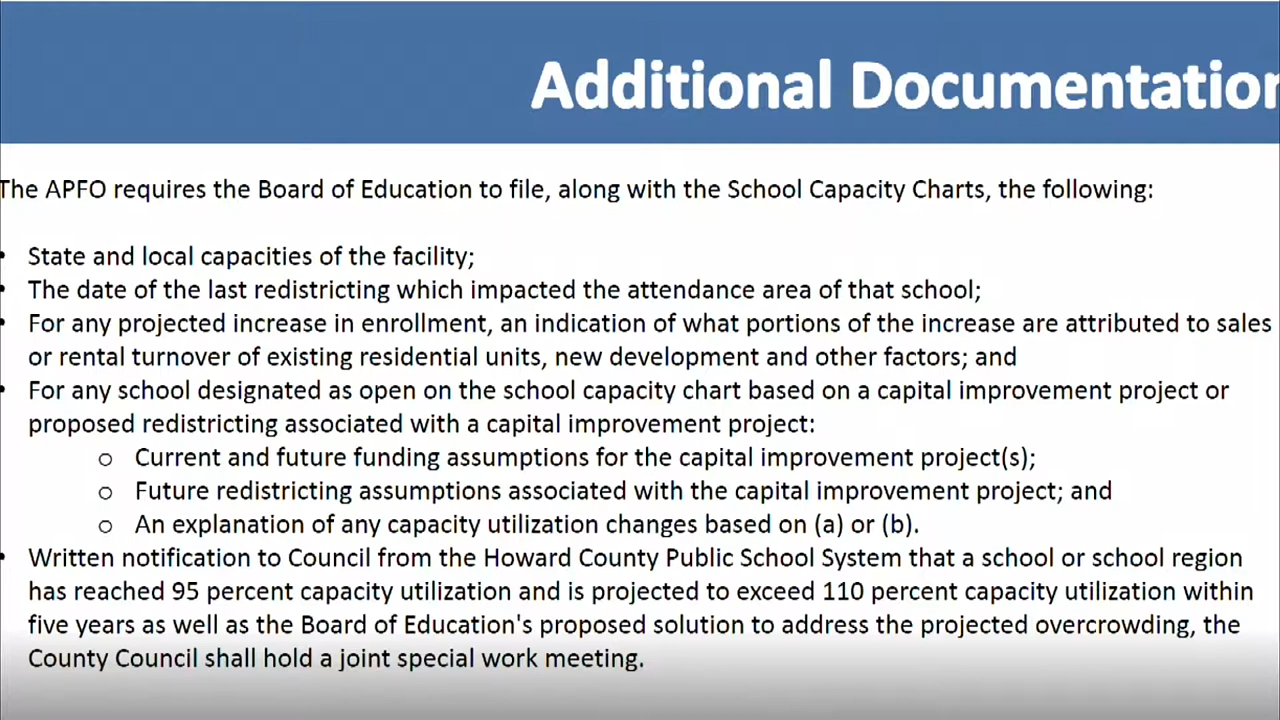 Additional Documentation
The APFO requires the Board of Education to file, along with the School Capacity Charts, the following:
• State and local capacities of the facility;
• The date of the last redistricting which impacted the attendance area of that school;
• For any projected increase in enrollment, an indication of what portions of the increase are attributed to sales
or rental turnover of existing residential units, new development and other factors; and
• For any school designated as open on the school capacity chart based on a capital improvement project or
proposed redistricting associated with a capital improvement project:
o Current and future funding assumptions for the capital improvement project(s);
o Future redistricting assumptions associated with the capital improvement project; and
o An explanation of any capacity utilization changes based on (a) or (b).
• Written notification to Council from the Howard County Public School System that a school or school region
has reached 95 percent capacity utilization and is projected to exceed 110 percent capacity utilization within
five years as well as the Board of Education's proposed solution to address the projected overcrowding, the
County Council shall hold a joint special work meeting.